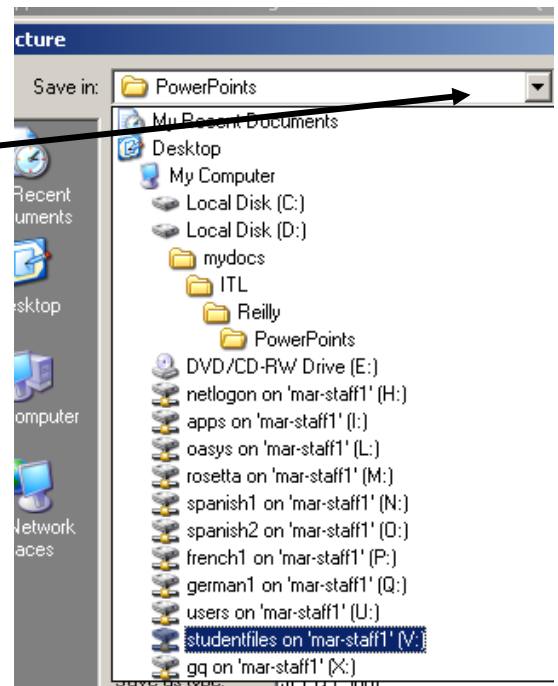 cture
Save in: PowerPoints
My Recent Documents
Desktop
My Computer
Local Disk (C:)
Local Disk (D:)
mydocs
ITL
Reilly
PowerPoints
DVD/CD-RW Drive (E:)
netlogon on 'mar-staff1' (H:)
apps on 'mar-staff1' (I:)
oasys on 'mar-staff1' (L:)
rosetta on 'mar-staff1' (M:)
spanish1 on 'mar-staff1' (N:)
spanish2 on 'mar-staff1' (O:)
french1 on 'mar-staff1' (P:)
german1 on 'mar-staff1' (Q:)
users on 'mar-staff1' (U:)
studentfiles on 'mar-staff1' (V:)
gq on 'mar-staff1' (X:)
Recent
uments
esktop
omputer
Network
aces